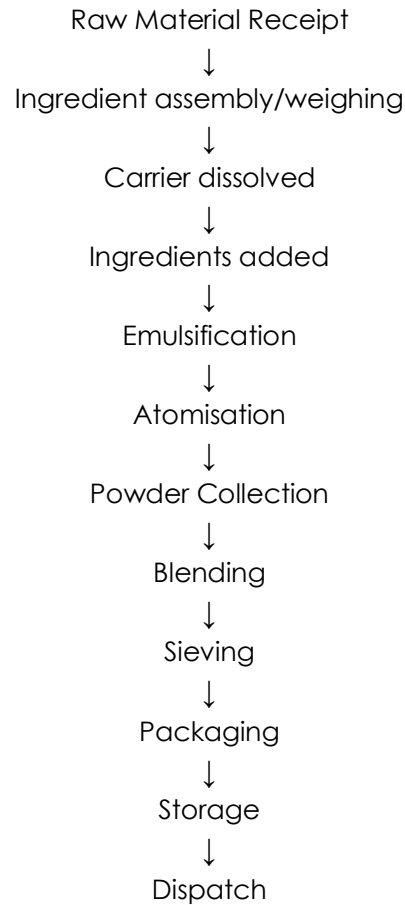 Raw Material Receipt
↓
Ingredient assembly/weighing
↓
Carrier dissolved
↓
Ingredients added
↓
Emulsification
↓
Atomisation
↓
Powder Collection
↓
Blending
↓
Sieving
↓
Packaging
↓
Storage
↓
Dispatch